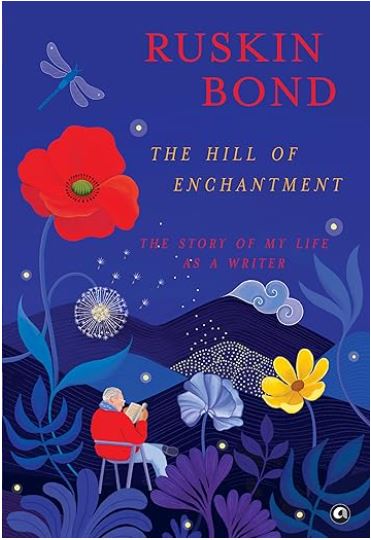 RUSKIN
BOND
THE HILL OF
ENCHANTMENT
THE STORY OF MY LIFE
AS A WRITER